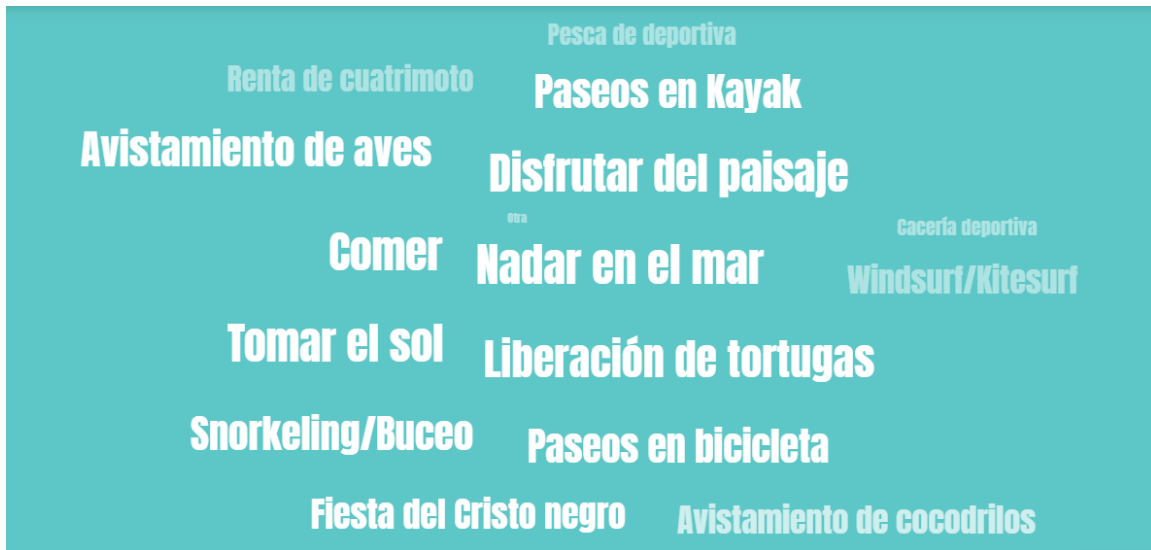 Pesca de deportiva
Renta de cuatrimoto
Paseos en Kayak
Avistamiento de aves
Disfrutar del paisaje
Otra
Cacería deportiva
Comer
Nadar en el mar
Windsurf/Kitesurf
Tomar el sol
Liberación de tortugas
Snorkeling/Buceo
Paseos en bicicleta
Fiesta del Cristo negro
Avistamiento de cocodrilos